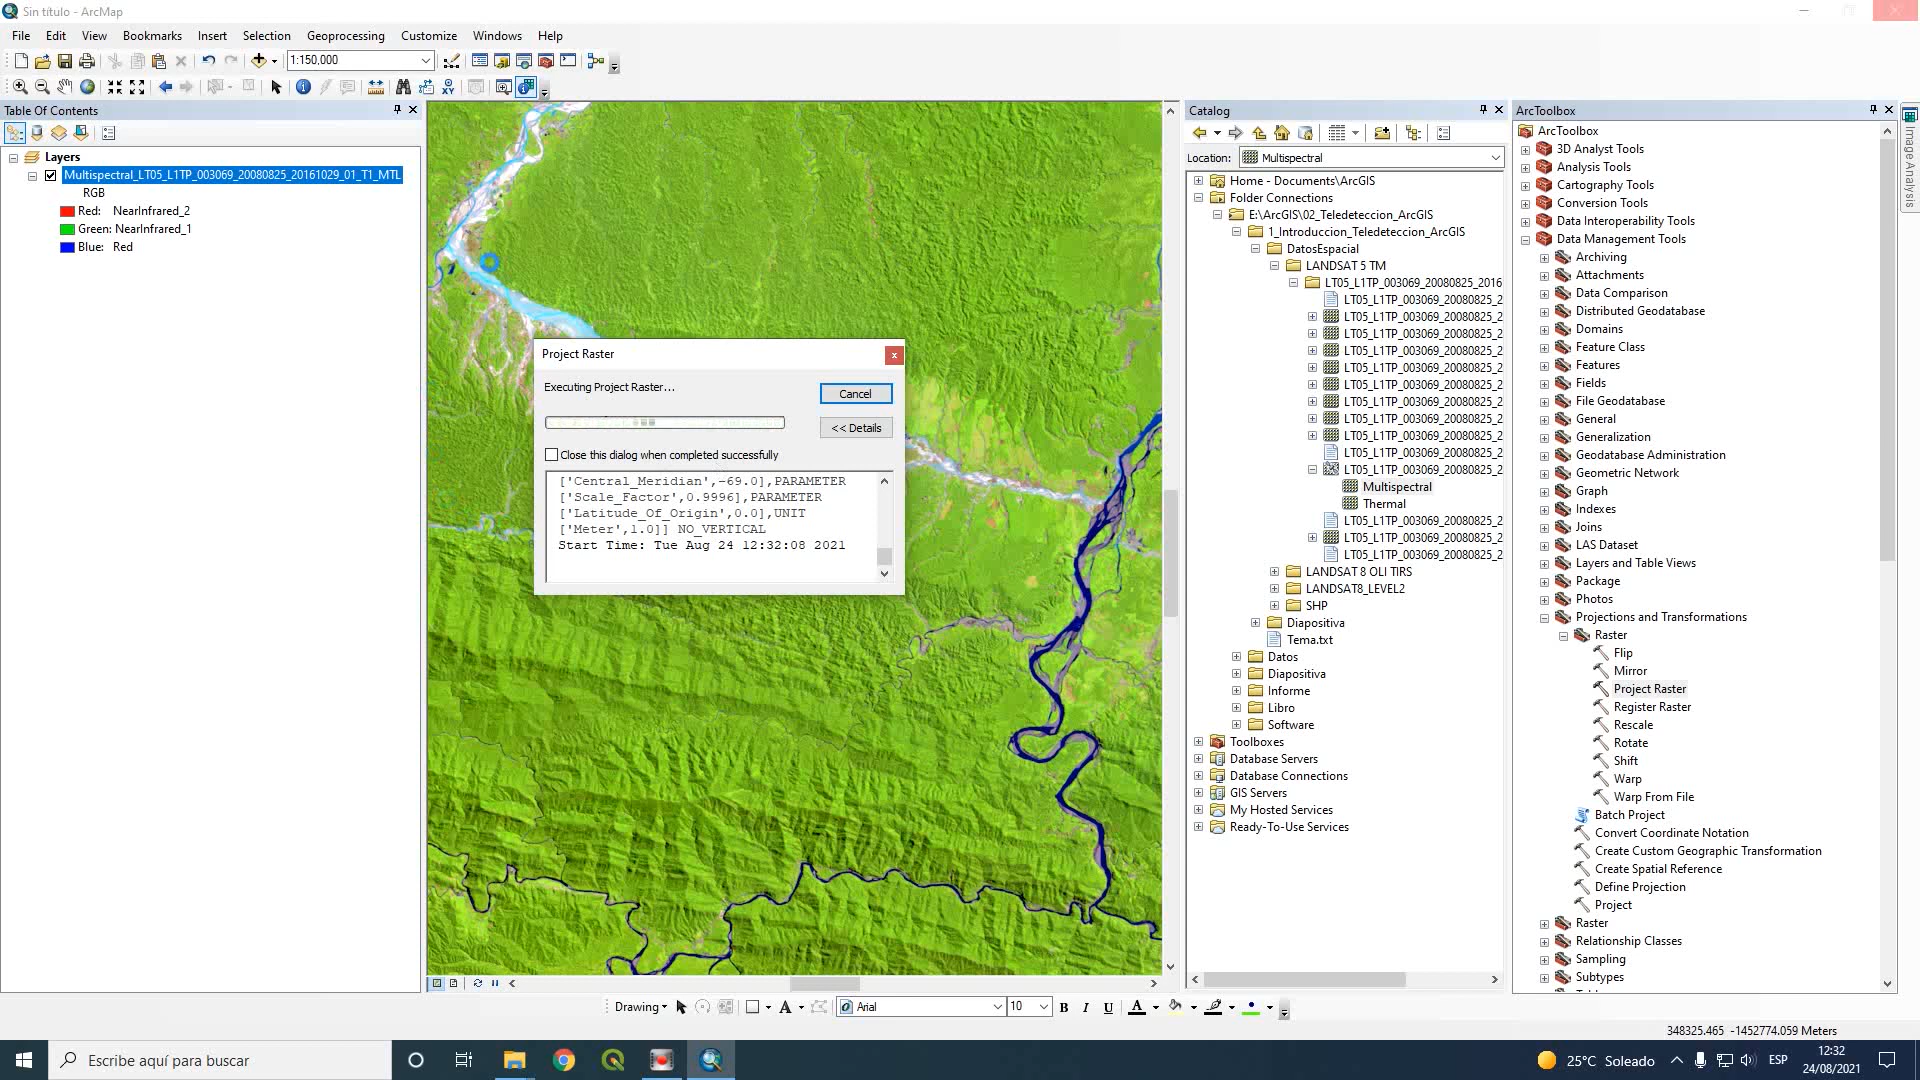 Sin título - ArcMap
File Edit View Bookmarks Insert Selection Geoprocessing Customize Windows Help
1:150,000
Table Of Contents
Layers
Multispectral_LT05_L1TP_003069_20080825_20161029_01_T1_MTL
RGB
Red: NearInfrared_2
Green: NearInfrared_1
Blue: Red
Project Raster
Executing Project Raster...
Cancel
<< Details
Close this dialog when completed successfully
['Central_Meridian',-69.0],PARAMETER
['Scale_Factor',0.9996],PARAMETER
['Latitude_Of_Origin',0.0],UNIT
['Meter',1.0]] NO_VERTICAL
Start Time: Tue Aug 24 12:32:08 2021
Catalog
Location: Multispectral
Home - Documents\ArcGIS
Folder Connections
E:\ArcGIS\02_Teledeteccion_ArcGIS
1_Introduccion_Teledeteccion_ArcGIS
DatosEspacial
LANDSAT 5 TM
LT05_L1TP_003069_20080825_2016
LT05_L1TP_003069_20080825_2
LT05_L1TP_003069_20080825_2
LT05_L1TP_003069_20080825_2
LT05_L1TP_003069_20080825_2
LT05_L1TP_003069_20080825_2
LT05_L1TP_003069_20080825_2
LT05_L1TP_003069_20080825_2
LT05_L1TP_003069_20080825_2
LT05_L1TP_003069_20080825_2
LT05_L1TP_003069_20080825_2
LT05_L1TP_003069_20080825_2
Multispectral
Thermal
LT05_L1TP_003069_20080825_2
LT05_L1TP_003069_20080825_2
LT05_L1TP_003069_20080825_2
LANDSAT 8 OLI TIRS
LANDSAT8_LEVEL2
SHP
Diapositiva
Tema.txt
Datos
Diapositiva
Informe
Libro
Software
Toolboxes
Database Servers
Database Connections
GIS Servers
My Hosted Services
Ready-To-Use Services
ArcToolbox
ArcToolbox
3D Analyst Tools
Analysis Tools
Cartography Tools
Conversion Tools
Data Interoperability Tools
Data Management Tools
Archiving
Attachments
Data Comparison
Distributed Geodatabase
Domains
Feature Class
Features
Fields
File Geodatabase
General
Generalization
Geodatabase Administration
Geometric Network
Graph
Indexes
Joins
LAS Dataset
Layers and Table Views
Package
Photos
Projections and Transformations
Raster
Flip
Mirror
Project Raster
Register Raster
Rescale
Rotate
Shift
Warp
Warp From File
Batch Project
Convert Coordinate Notation
Create Custom Geographic Transformation
Create Spatial Reference
Define Projection
Project
Raster
Relationship Classes
Sampling
Subtypes
Image Analysis
Drawing
Arial
10
B I U A
348325.465 -1452774.059 Meters
Escribe aquí para buscar
25°C Soleado
ESP
12:32
24/08/2021